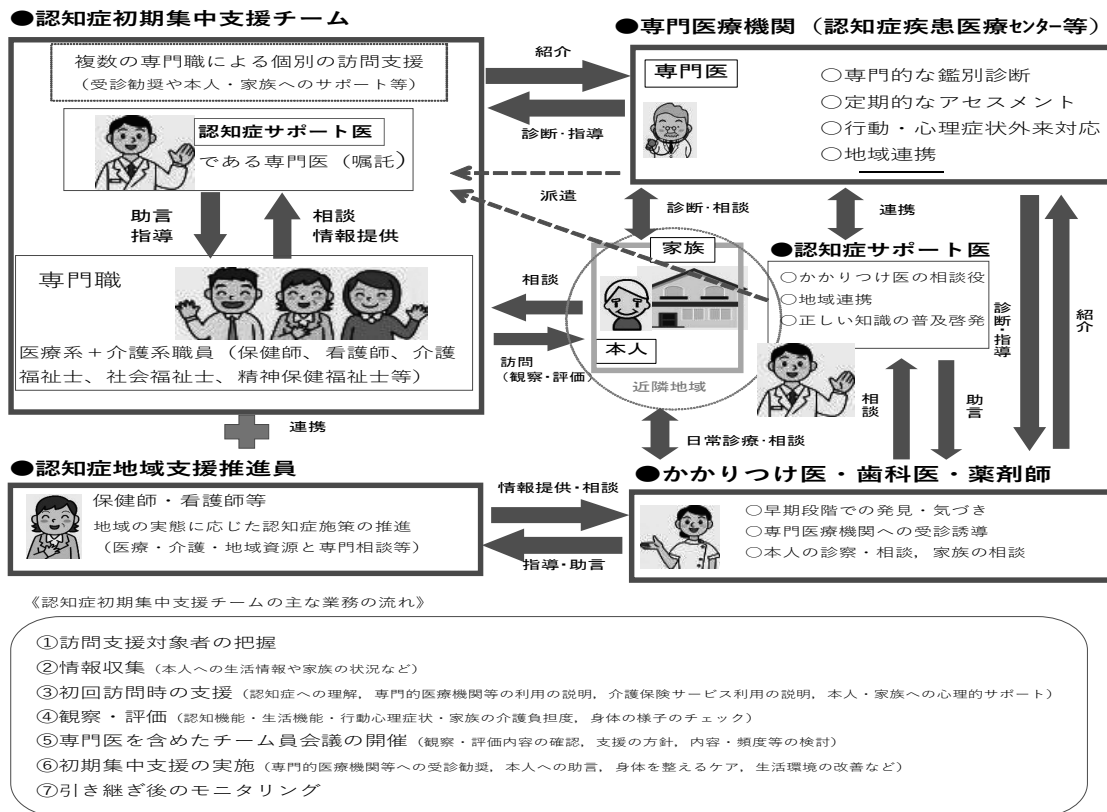 ●認知症初期集中支援チーム
複数の専門職による個別の訪問支援
（受診勧奨や本人・家族へのサポート等）
認知症サポート医
である専門医（嘱託）
助言
指導
相談
情報提供
専門職
医療系＋介護系職員（保健師、看護師、介護
福祉士、社会福祉士、精神保健福祉士等）
連携
●認知症地域支援推進員
保健師・看護師等
地域の実態に応じた認知症施策の推進
（医療・介護・地域資源と専門相談等）
紹介
診断・指導
派遣
●専門医療機関（認知症疾患医療センター等）
専門医
○専門的な鑑別診断
○定期的なアセスメント
○行動・心理症状外来対応
○地域連携
診断・相談
連携
家族
本人
近隣地域
相談
訪問
（観察・評価）
●認知症サポート医
○かかりつけ医の相談役
○地域連携
○正しい知識の普及啓発
診断・指導
紹介
相談
助言
日常診療・相談
情報提供・相談
指導・助言
●かかりつけ医・歯科医・薬剤師
○早期段階での発見・気づき
○専門医療機関への受診誘導
○本人の診察・相談，家族の相談
《認知症初期集中支援チームの主な業務の流れ》
①訪問支援対象者の把握
②情報収集（本人への生活情報や家族の状況など）
③初回訪問時の支援（認知症への理解，専門的医療機関等の利用の説明，介護保険サービス利用の説明，本人・家族への心理的サポート）
④観察・評価（認知機能・生活機能・行動心理症状・家族の介護負担度，身体の様子のチェック）
⑤専門医を含めたチーム員会議の開催（観察・評価内容の確認，支援の方針，内容・頻度等の検討）
⑥初期集中支援の実施（専門的医療機関等への受診勧奨，本人への助言，身体を整えるケア，生活環境の改善など）
⑦引き継ぎ後のモニタリング